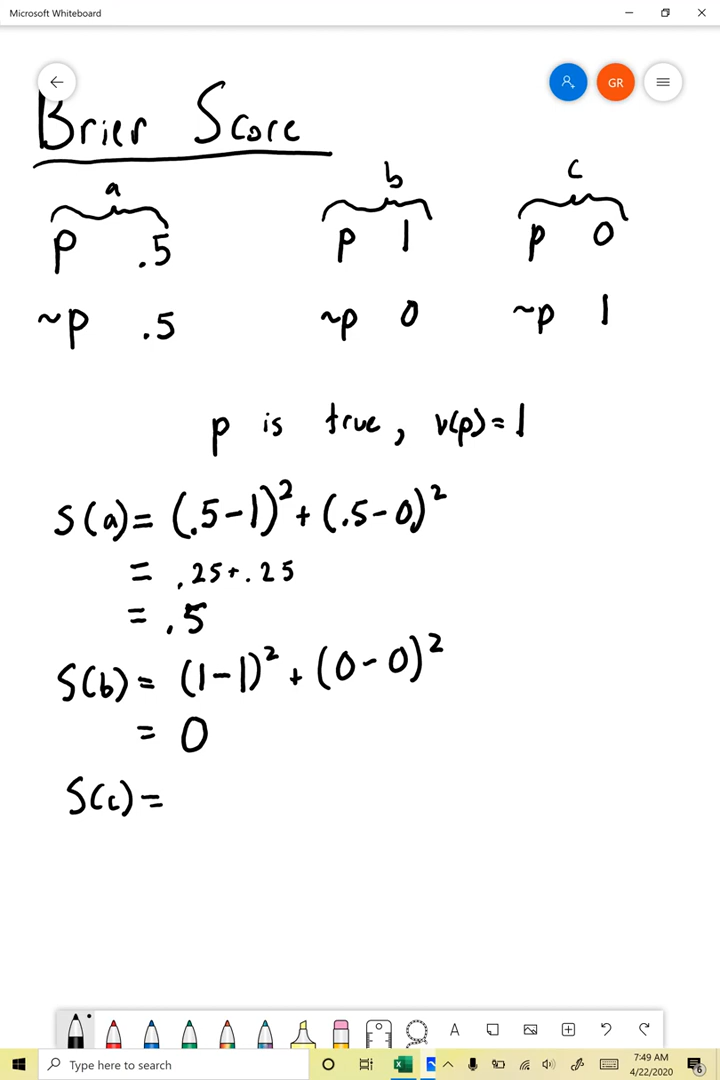 Microsoft Whiteboard
GR
Brier Score
a b c
p .5 p 1 p 0
~p .5 ~p 0 ~p 1
p is true, v(p)=1
S(a)= (.5-1)²+(.5-0)²
= .25+.25
= .5
S(b)= (1-1)²+(0-0)²
= 0
S(c)=
A
Type here to search
7:49 AM
4/22/2020
6